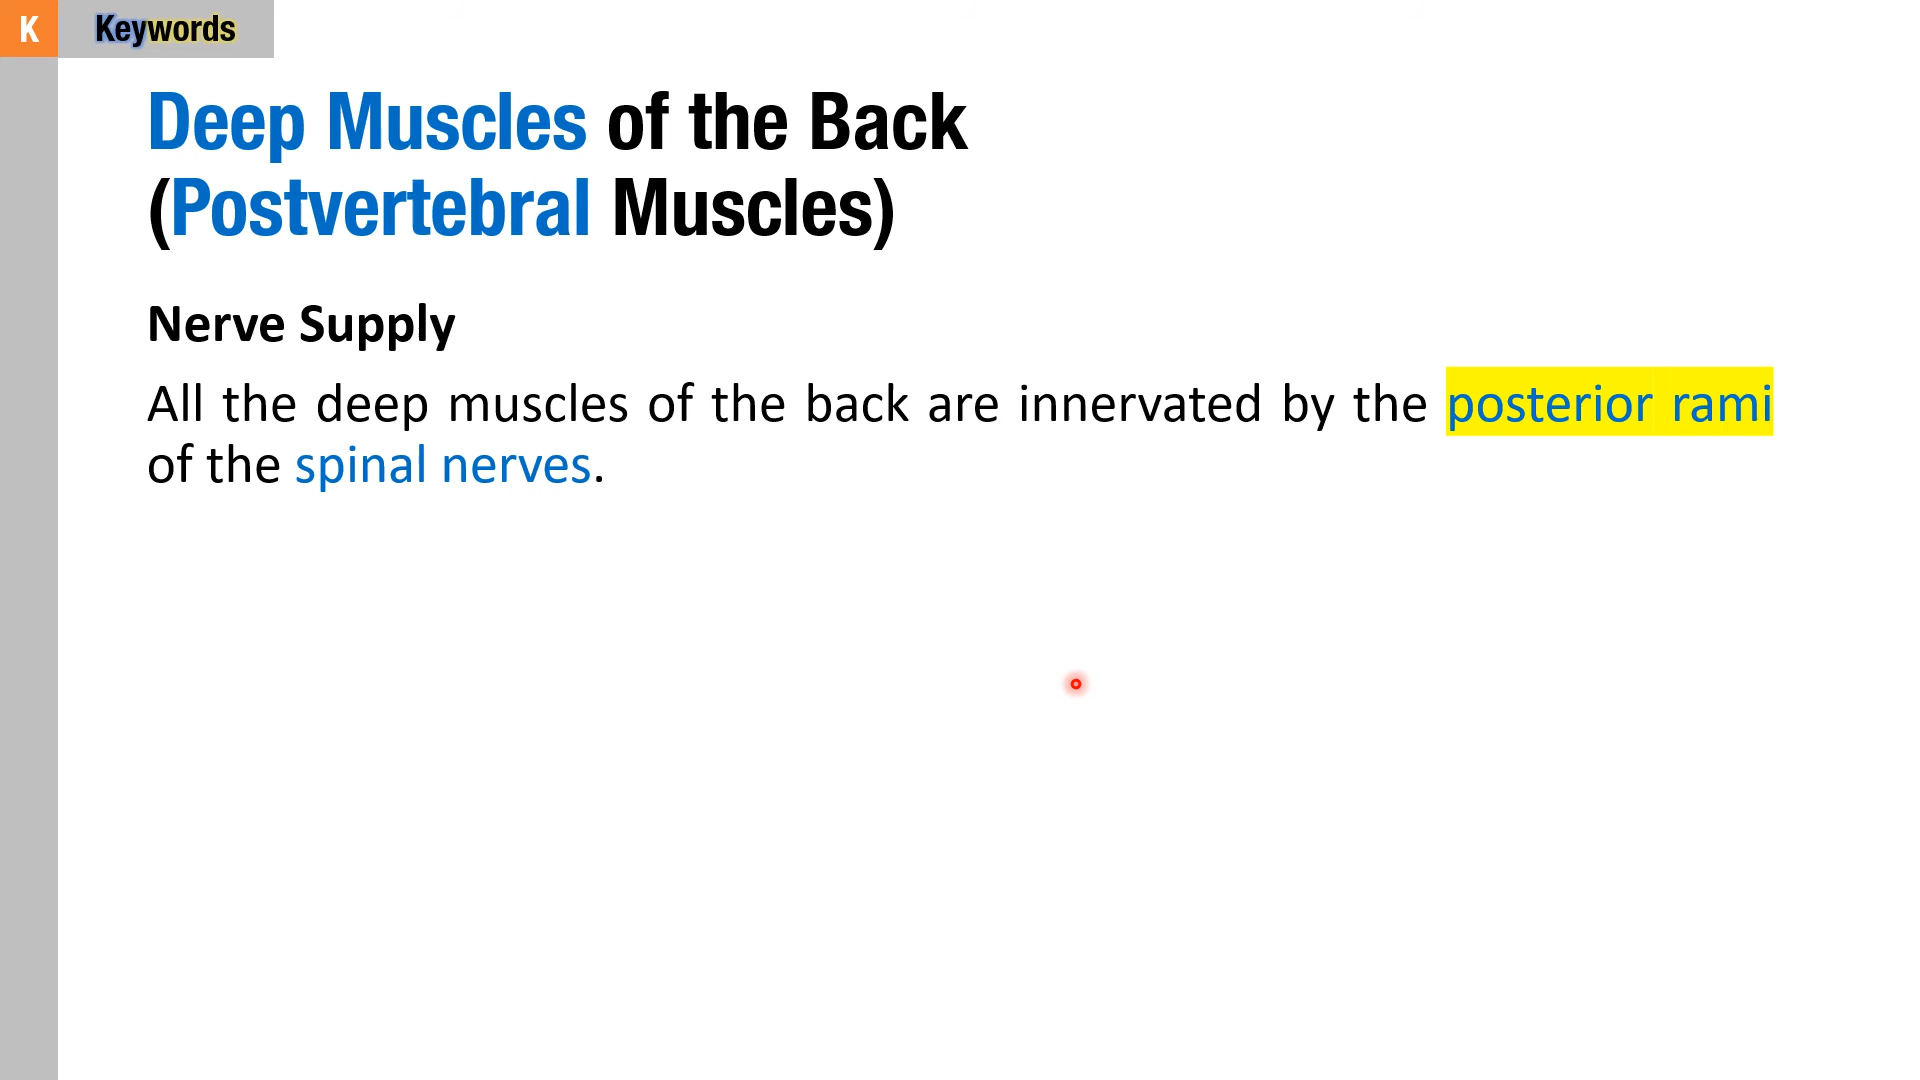 K Keywords
Deep Muscles of the Back
(Postvertebral Muscles)
Nerve Supply
All the deep muscles of the back are innervated by the posterior rami
of the spinal nerves.